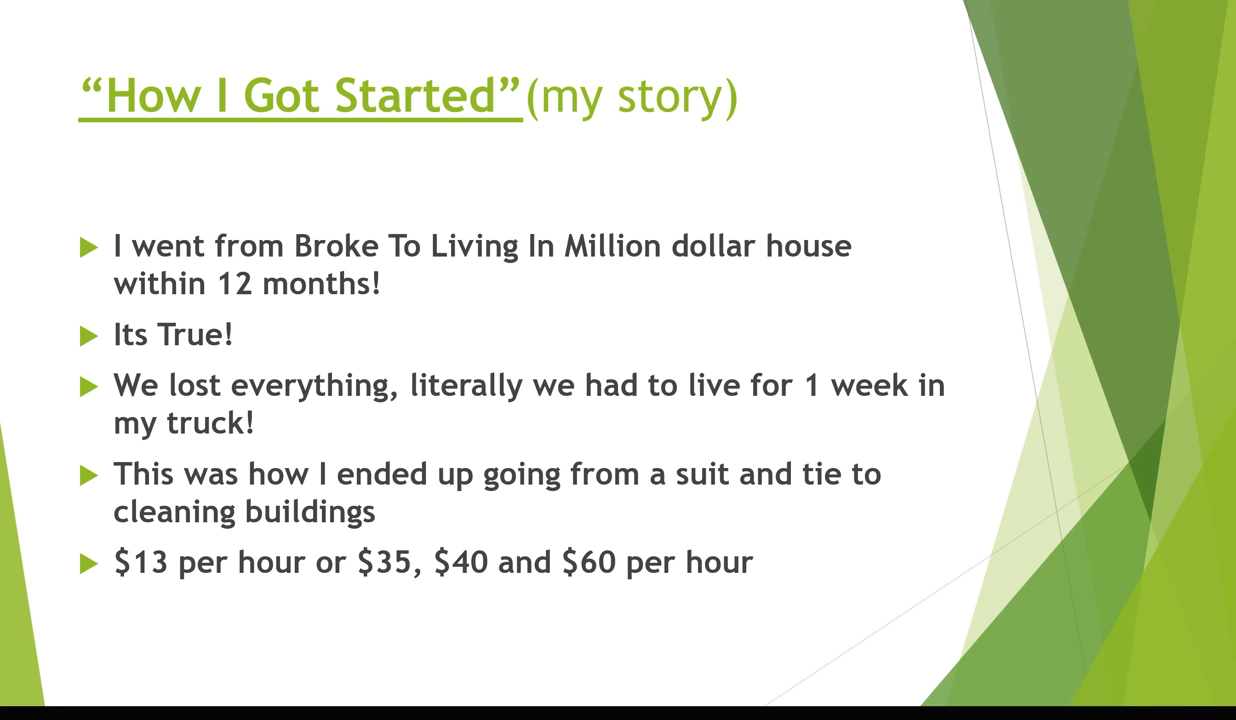 “How I Got Started”(my story)
I went from Broke To Living In Million dollar house
within 12 months!
Its True!
We lost everything, literally we had to live for 1 week in
my truck!
This was how I ended up going from a suit and tie to
cleaning buildings
$13 per hour or $35, $40 and $60 per hour